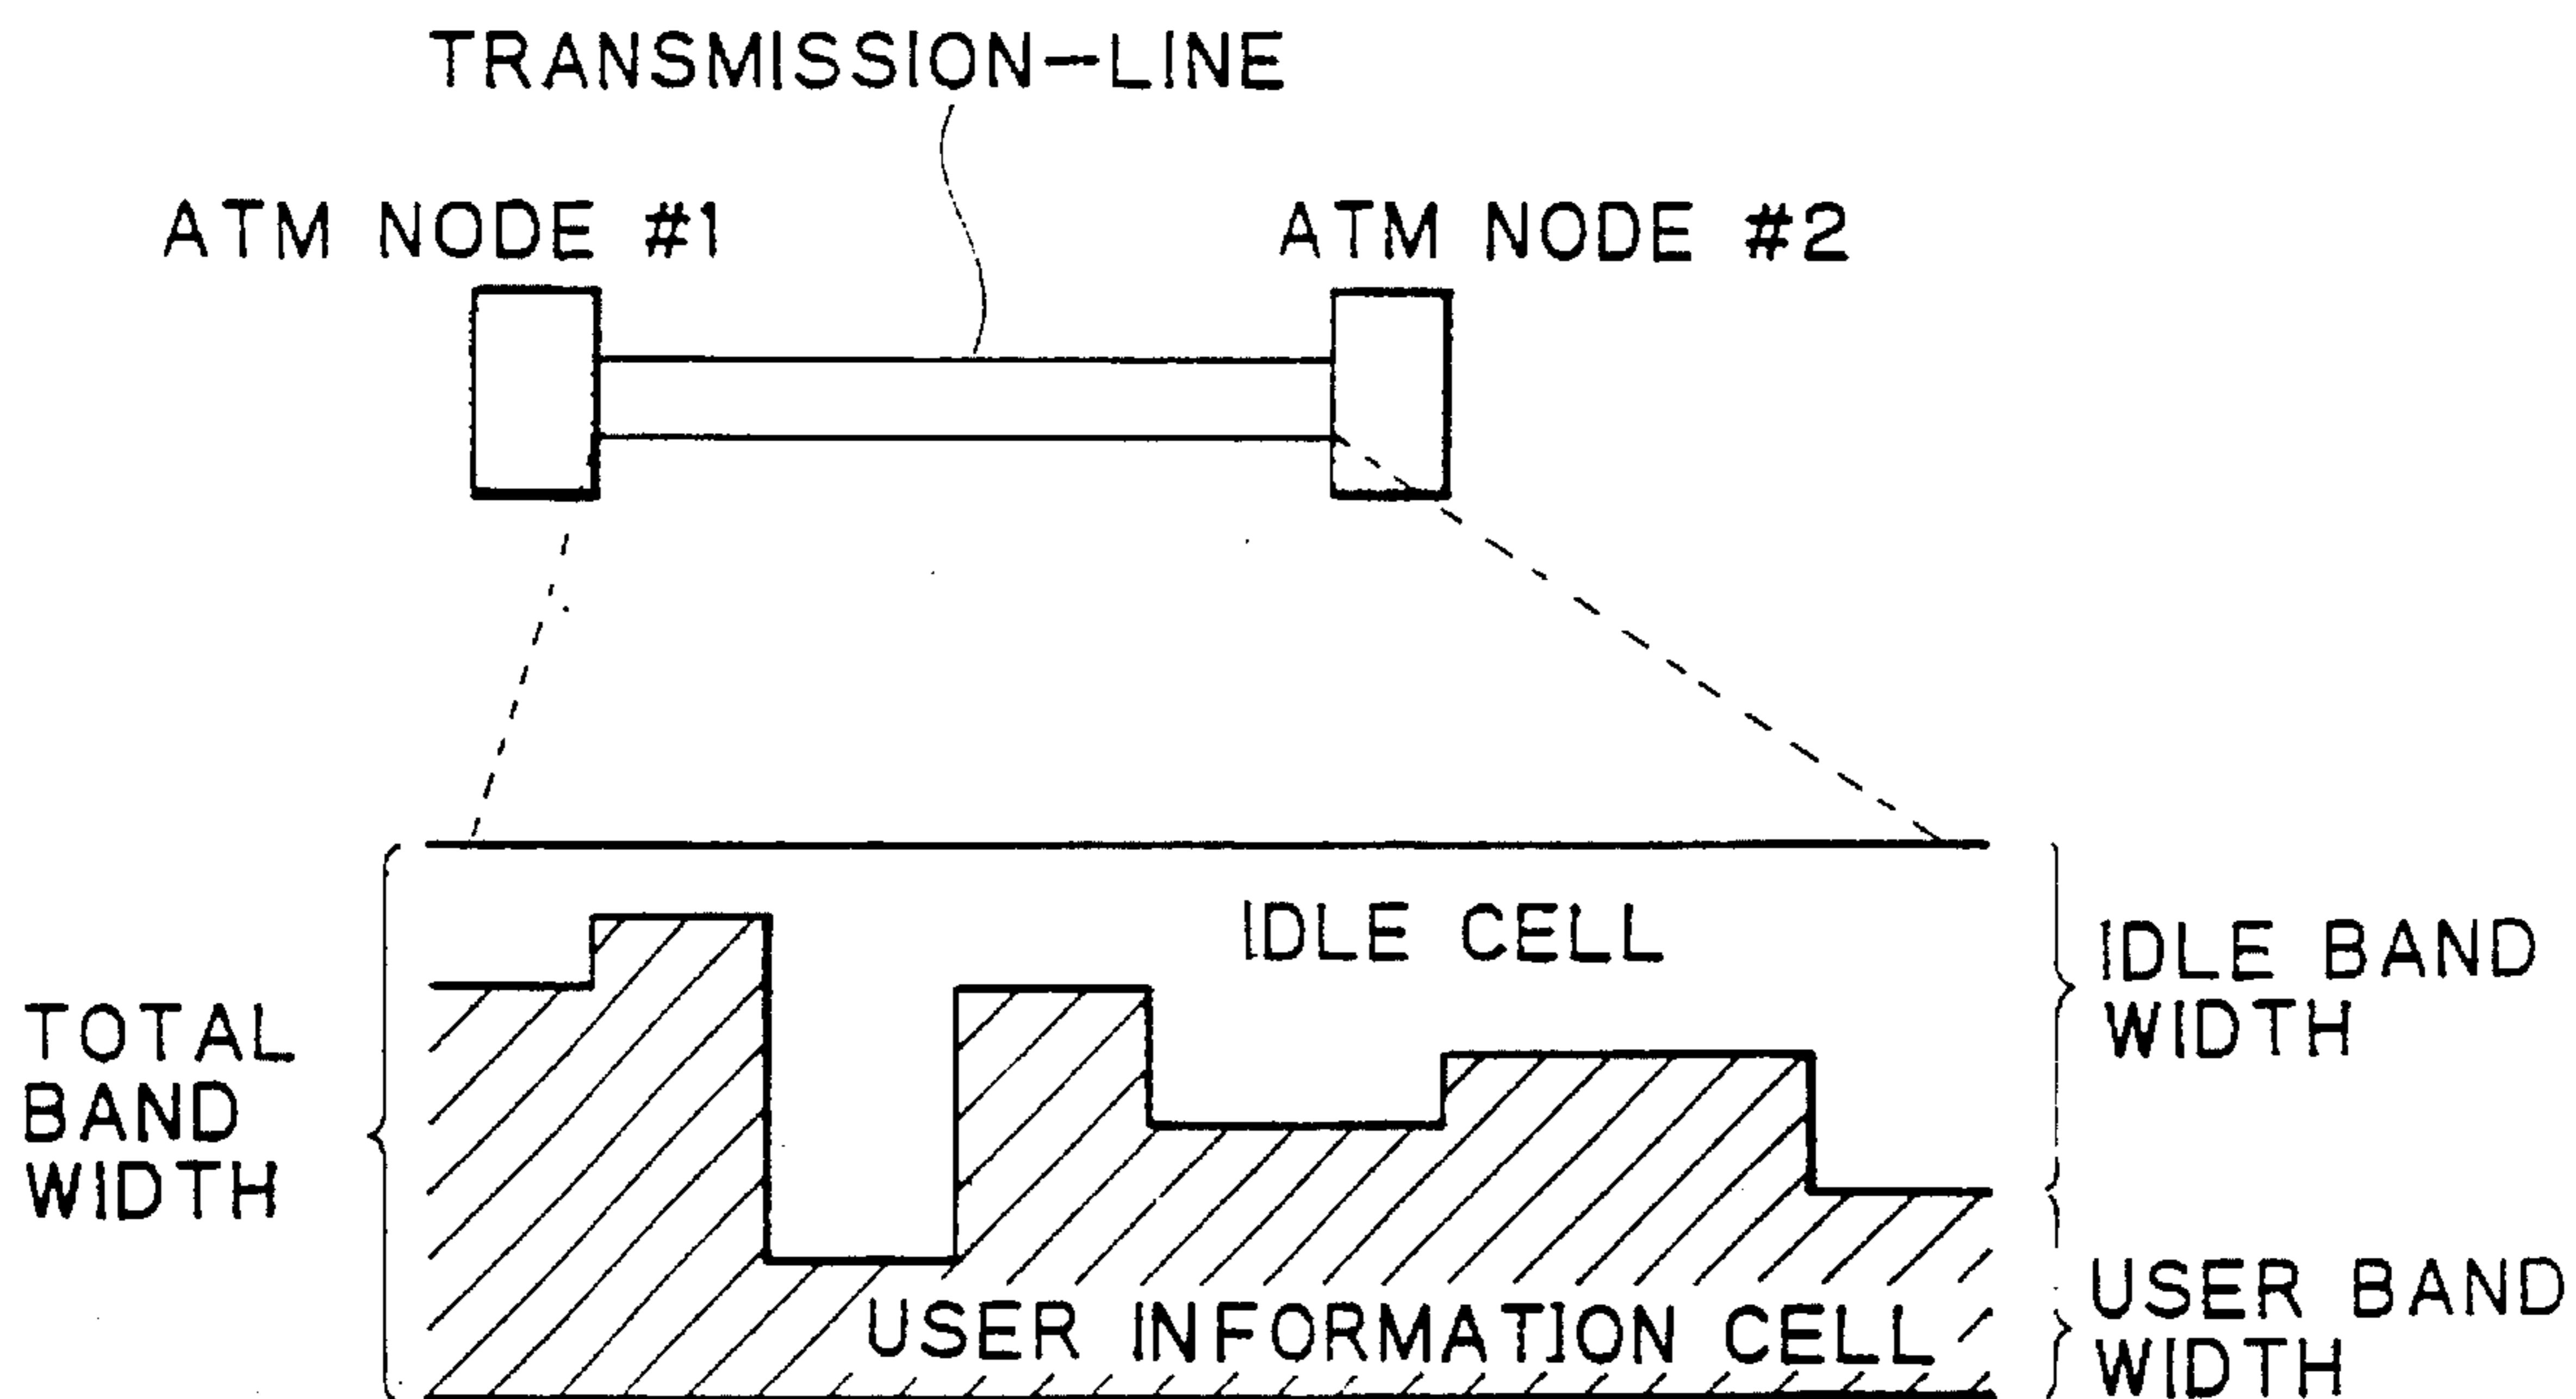 TRANSMISSION-LINE
ATM NODE #1
ATM NODE #2
IDLE CELL
IDLE BAND
WIDTH
TOTAL
BAND
WIDTH
USER INFORMATION CELL
USER BAND
WIDTH